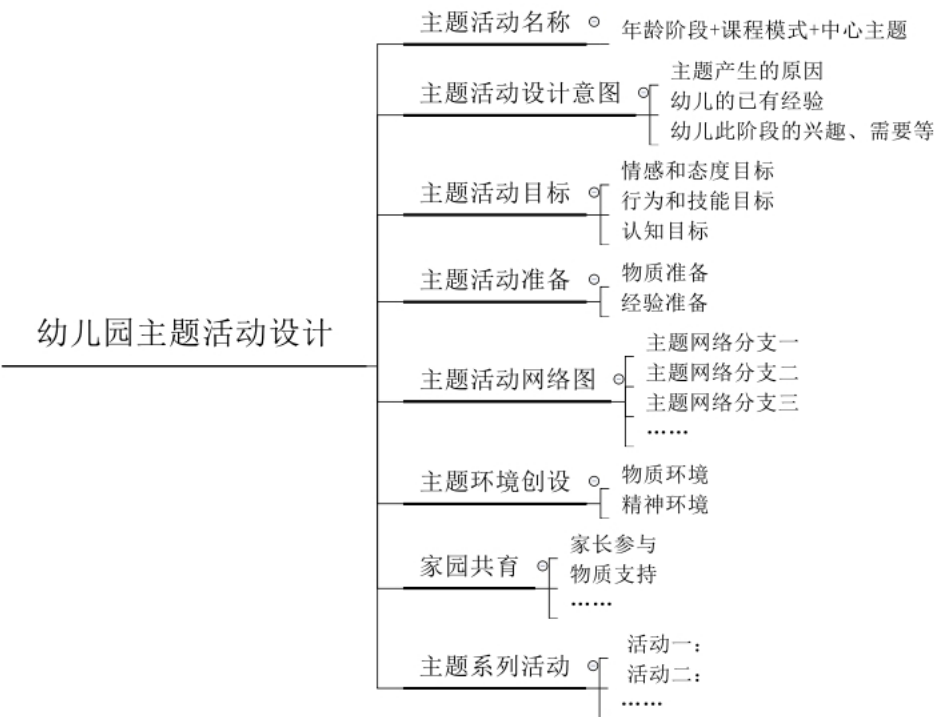 幼儿园主题活动设计
主题活动名称
年龄阶段+课程模式+中心主题
主题活动设计意图
主题产生的原因
幼儿的已有经验
幼儿此阶段的兴趣、需要等
主题活动目标
情感和态度目标
行为和技能目标
认知目标
主题活动准备
物质准备
经验准备
主题活动网络图
主题网络分支一
主题网络分支二
主题网络分支三
……
主题环境创设
物质环境
精神环境
家园共育
家长参与
物质支持
……
主题系列活动
活动一：
活动二：
……